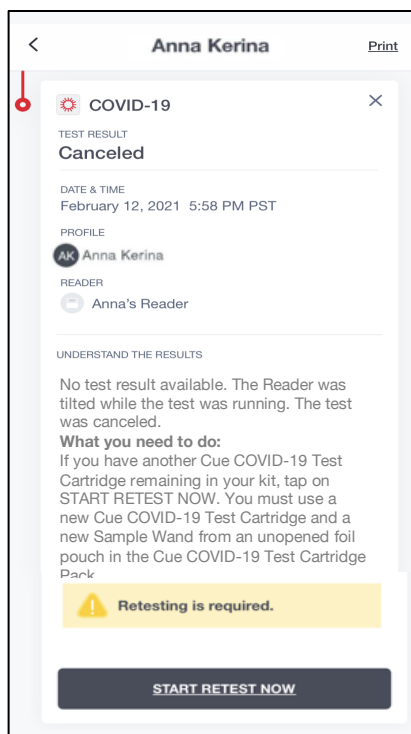 Anna Kerina
Print
COVID-19
TEST RESULT
Canceled
DATE & TIME
February 12, 2021 5:58 PM PST
PROFILE
AK Anna Kerina
READER
Anna's Reader
UNDERSTAND THE RESULTS
No test result available. The Reader was
tilted while the test was running. The test
was canceled.
What you need to do:
If you have another Cue COVID-19 Test
Cartridge remaining in your kit, tap on
START RETEST NOW. You must use a
new Cue COVID-19 Test Cartridge and a
new Sample Wand from an unopened foil
pouch in the Cue COVID-19 Test Cartridge
Pack
Retesting is required.
START RETEST NOW